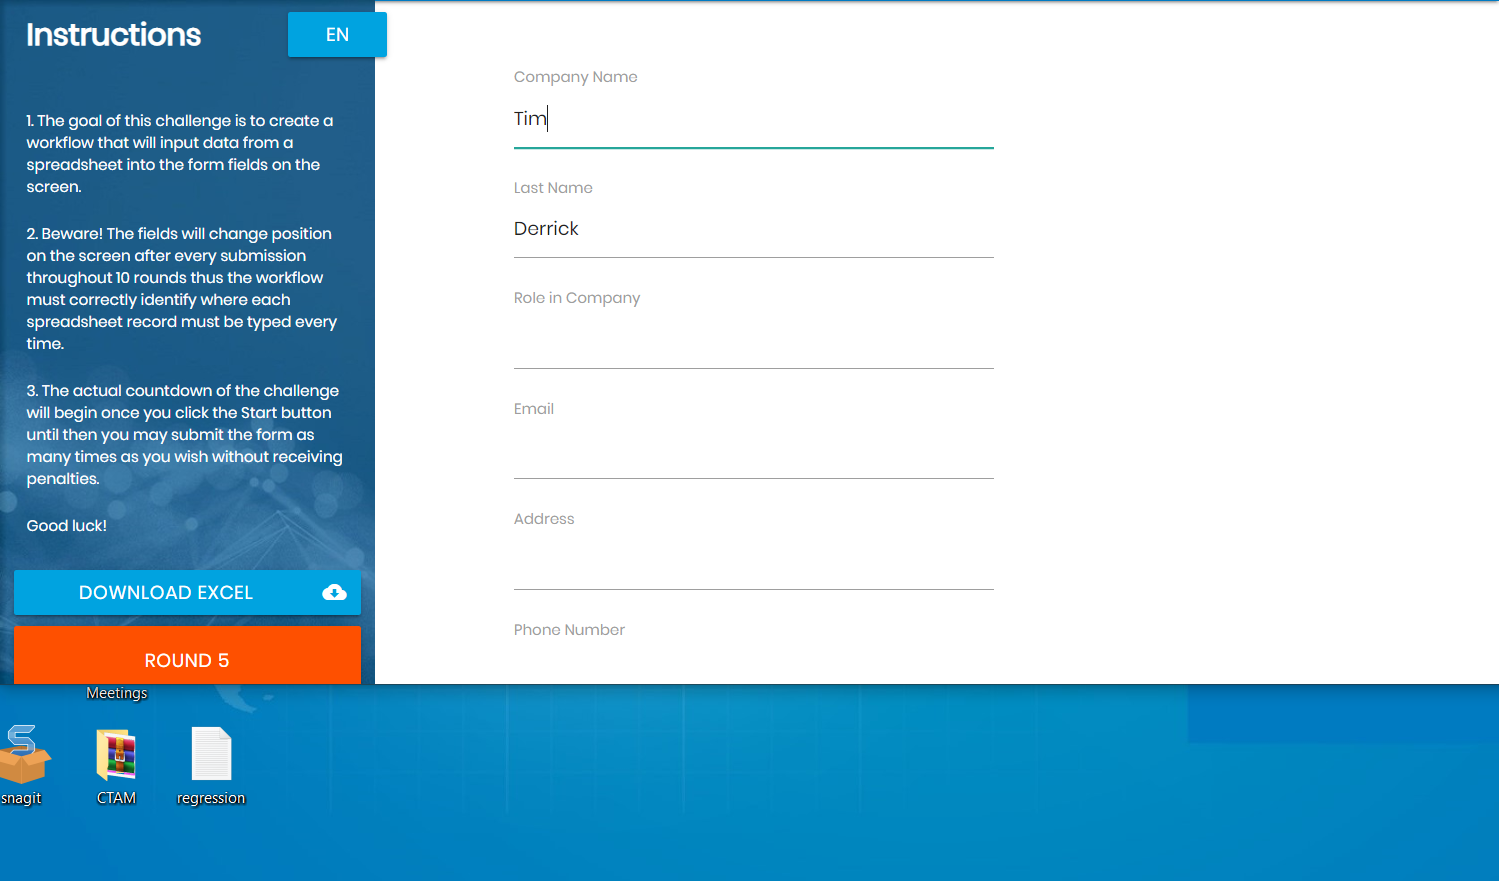 Instructions
EN
1. The goal of this challenge is to create a
workflow that will input data from a
spreadsheet into the form fields on the
screen.
2. Beware! The fields will change position
on the screen after every submission
throughout 10 rounds thus the workflow
must correctly identify where each
spreadsheet record must be typed every
time.
3. The actual countdown of the challenge
will begin once you click the Start button
until then you may submit the form as
many times as you wish without receiving
penalties.
Good luck!
DOWNLOAD EXCEL
ROUND 5
Company Name
Tim
Last Name
Derrick
Role in Company
Email
Address
Phone Number
Meetings
snagit
CTAM
regression